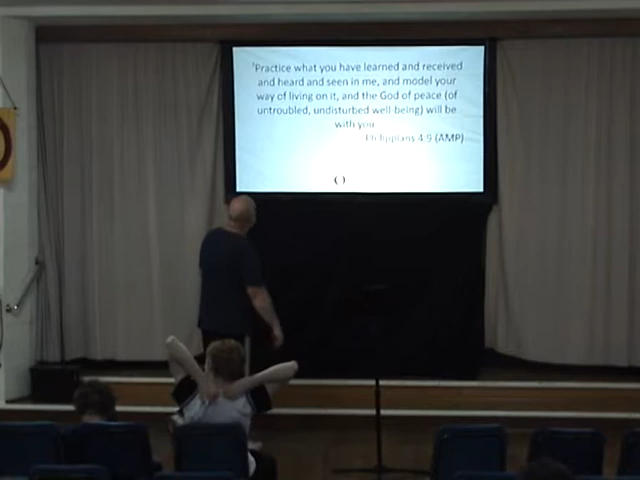 'Practice what you have learned and received
and heard and seen in me, and model your
way of living on it, and the God of peace (of
untroubled, undisturbed well-being) will be
with you
Philippians 4:9 (AMP)
( )